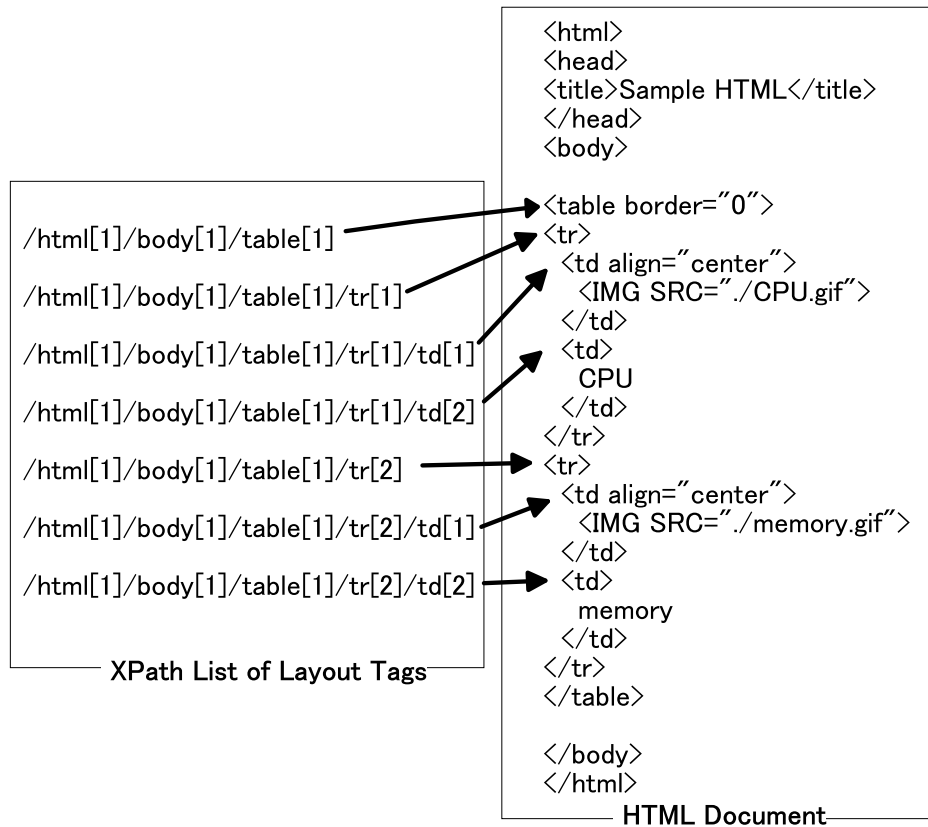 /html[1]/body[1]/table[1]
/html[1]/body[1]/table[1]/tr[1]
/html[1]/body[1]/table[1]/tr[1]/td[1]
/html[1]/body[1]/table[1]/tr[1]/td[2]
/html[1]/body[1]/table[1]/tr[2]
/html[1]/body[1]/table[1]/tr[2]/td[1]
/html[1]/body[1]/table[1]/tr[2]/td[2]
XPath List of Layout Tags
<html>
<head>
<title>Sample HTML</title>
</head>
<body>
<table border="0">
<tr>
<td align="center">
<IMG SRC="./CPU.gif">
</td>
<td>
CPU
</td>
</tr>
<tr>
<td align="center">
<IMG SRC="./memory.gif">
</td>
<td>
memory
</td>
</tr>
</table>
</body>
</html>
HTML Document